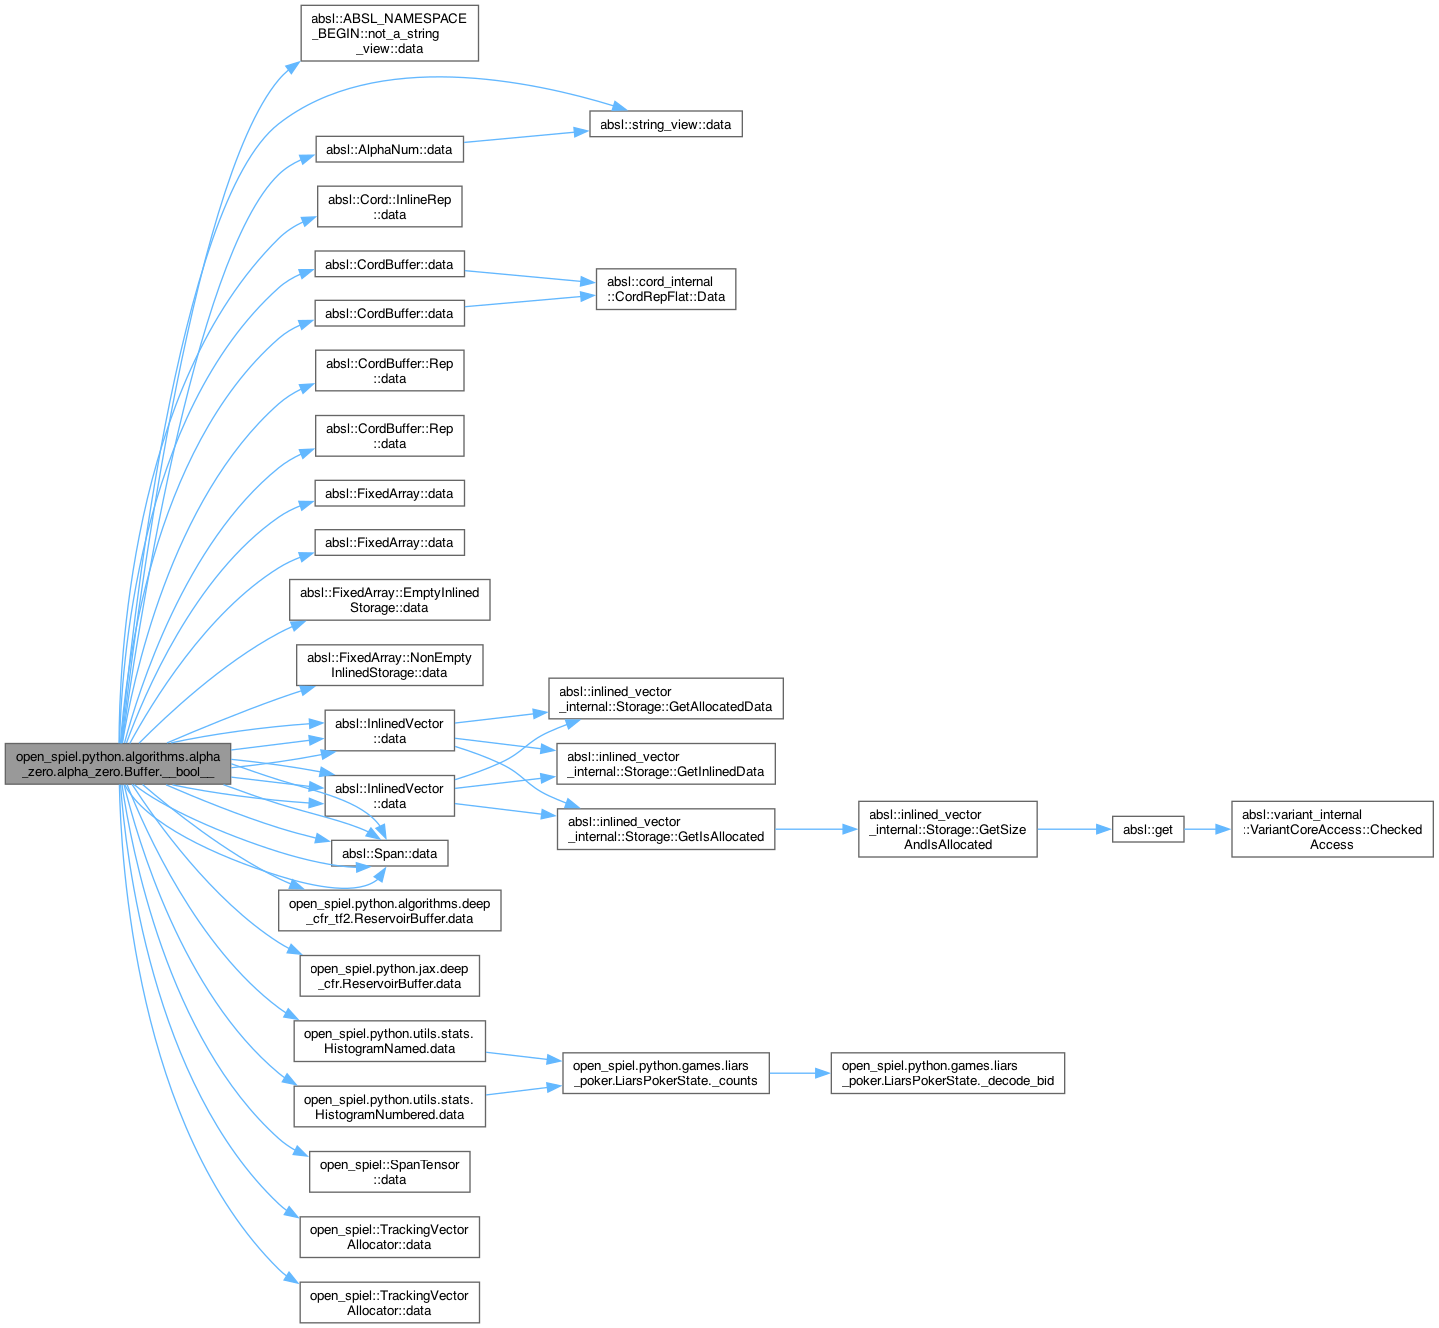 absl::ABSL_NAMESPACE
_BEGIN::not_a_string
_view::data
absl::string_view::data
absl::AlphaNum::data
absl::Cord::InlineRep
::data
absl::CordBuffer::data
absl::cord_internal
::CordRepFlat::Data
absl::CordBuffer::data
absl::CordBuffer::Rep
::data
absl::CordBuffer::Rep
::data
absl::FixedArray::data
absl::FixedArray::data
absl::FixedArray::EmptyInlined
Storage::data
absl::FixedArray::NonEmpty
InlinedStorage::data
absl::inlined_vector
_internal::Storage::GetAllocatedData
absl::InlinedVector
::data
open_spiel.python.algorithms.alpha
_zero.alpha_zero.Buffer.__bool__
absl::inlined_vector
_internal::Storage::GetInlinedData
absl::InlinedVector
::data
absl::inlined_vector
_internal::Storage::GetIsAllocated
absl::inlined_vector
_internal::Storage::GetSize
AndIsAllocated
absl::get
absl::variant_internal
::VariantCoreAccess::Checked
Access
absl::Span::data
open_spiel.python.algorithms.deep
_cfr_tf2.ReservoirBuffer.data
open_spiel.python.jax.deep
_cfr.ReservoirBuffer.data
open_spiel.python.utils.stats.
HistogramNamed.data
open_spiel.python.games.liars
_poker.LiarsPokerState._counts
open_spiel.python.games.liars
_poker.LiarsPokerState._decode_bid
open_spiel.python.utils.stats.
HistogramNumbered.data
open_spiel::SpanTensor
::data
open_spiel::TrackingVector
Allocator::data
open_spiel::TrackingVector
Allocator::data